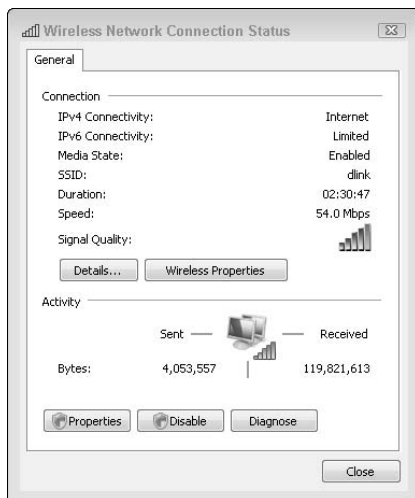 Wireless Network Connection Status
General
Connection
IPv4 Connectivity: Internet
IPv6 Connectivity: Limited
Media State: Enabled
SSID: dlink
Duration: 02:30:47
Speed: 54.0 Mbps
Signal Quality:
Details... Wireless Properties
Activity
Sent Received
Bytes: 4,053,557 119,821,613
Properties Disable Diagnose
Close